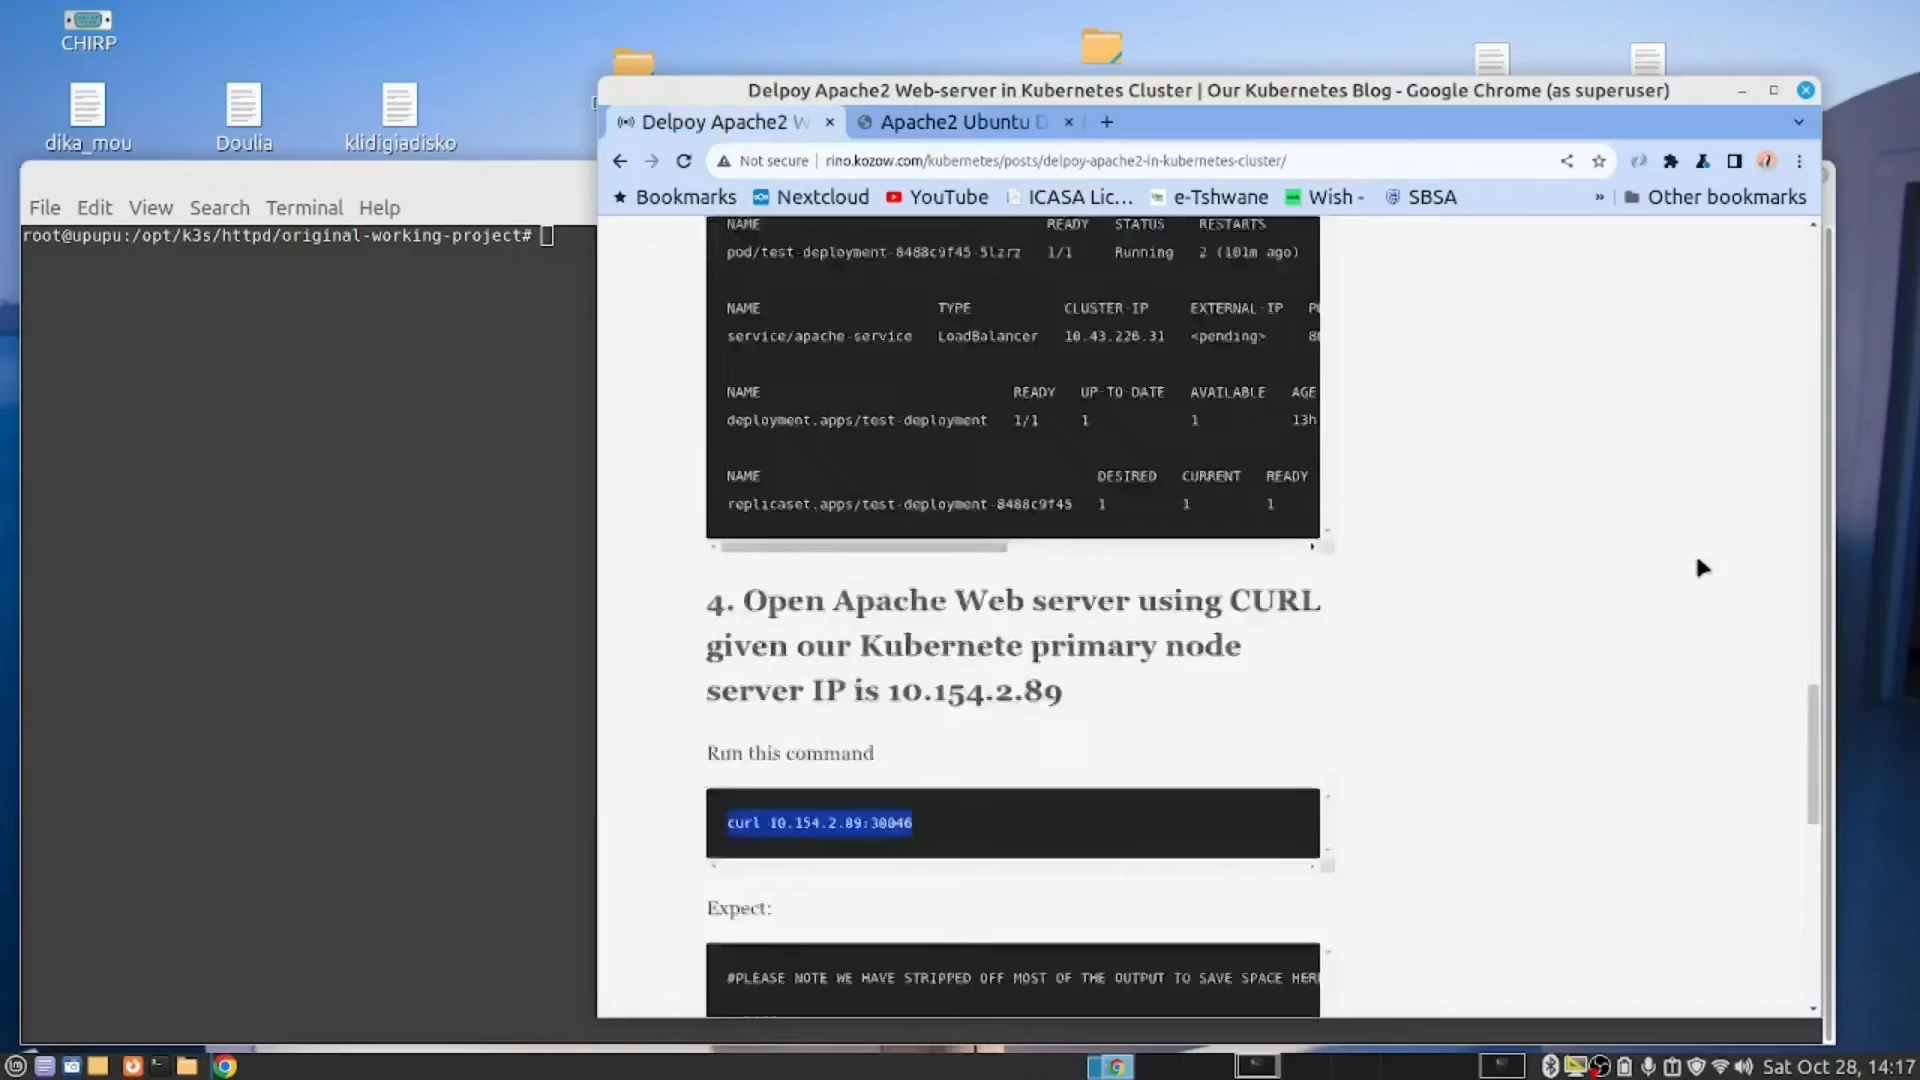 CHIRP
dika_mou
Doulia
klidigiadisko
Delpoy Apache2 Web-server in Kubernetes Cluster | Our Kubernetes Blog - Google Chrome (as superuser)
Delpoy Apache2 W
Apache2 Ubuntu D
Not secure
rino.kozow.com/kubernetes/posts/delpoy-apache2-in-kubernetes-cluster/
Bookmarks Nextcloud YouTube ICASA Lic... e-Tshwane Wish - SBSA » Other bookmarks
File Edit View Search Terminal Help
root@upupu:/opt/k3s/httpd/original-working-project#
NAME READY STATUS RESTARTS
pod/test-deployment-8488c9f45-5lzrz 1/1 Running 2 (101m ago)
NAME TYPE CLUSTER-IP EXTERNAL-IP
service/apache-service LoadBalancer 10.43.226.31 <pending>
NAME READY UP-TO-DATE AVAILABLE AGE
deployment.apps/test-deployment 1/1 1 1 13h
NAME DESIRED CURRENT READY
replicaset.apps/test-deployment-8488c9f45 1 1 1
4. Open Apache Web server using CURL
given our Kubernete primary node
server IP is 10.154.2.89
Run this command
curl 10.154.2.89:30046
Expect:
#PLEASE NOTE WE HAVE STRIPPED OFF MOST OF THE OUTPUT TO SAVE SPACE HERE
Sat Oct 28, 14:17